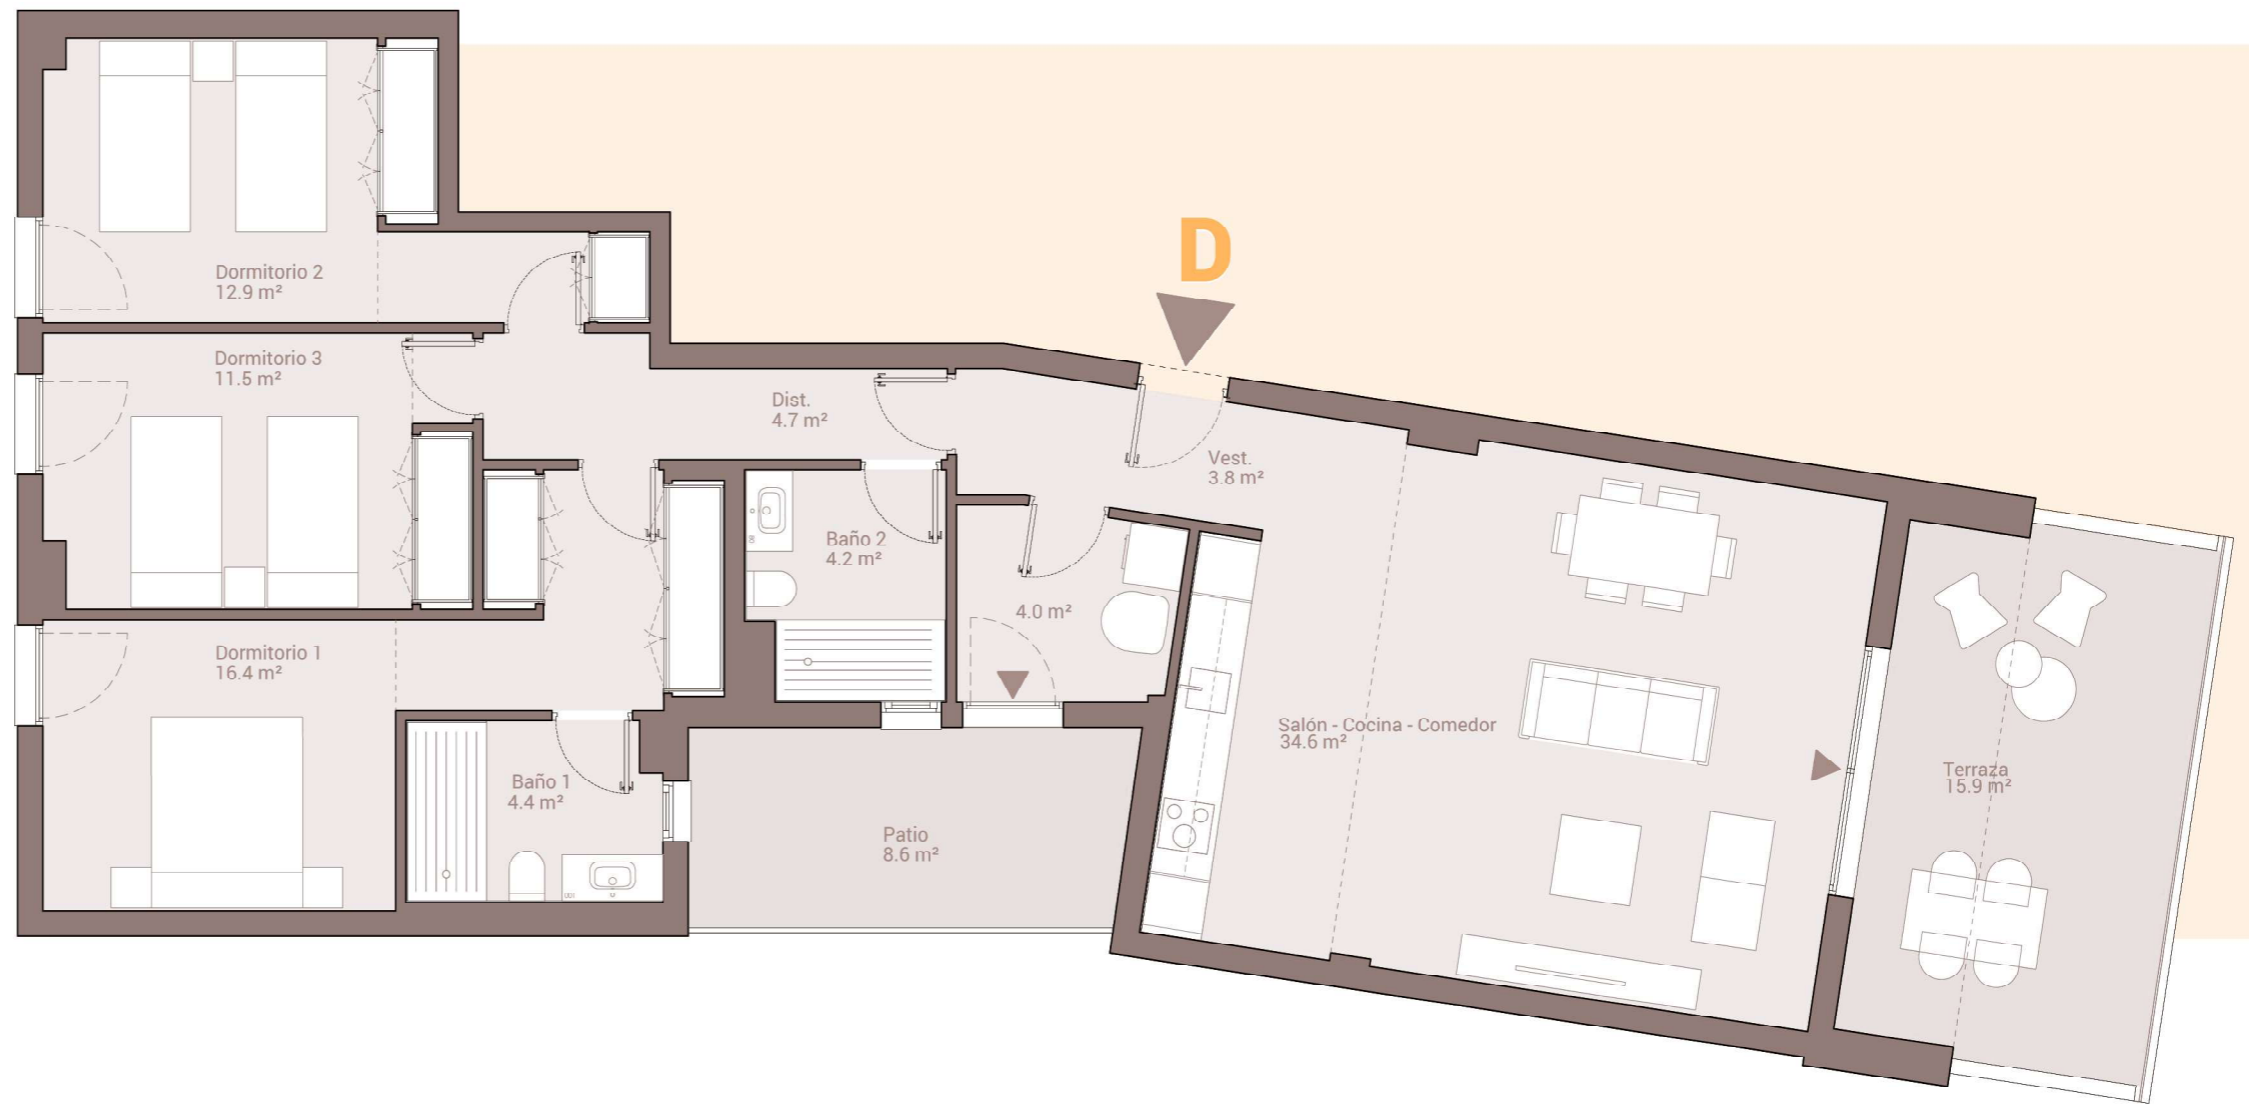 D
Dormitorio 2
12.9 m²
Dormitorio 3
11.5 m²
Dist.
4.7 m²
Vest.
3.8 m²
Baño 2
4.2 m²
4.0 m²
Dormitorio 1
16.4 m²
Salón - Cocina - Comedor
34.6 m²
Terraza
15.9 m²
Baño 1
4.4 m²
Patio
8.6 m²